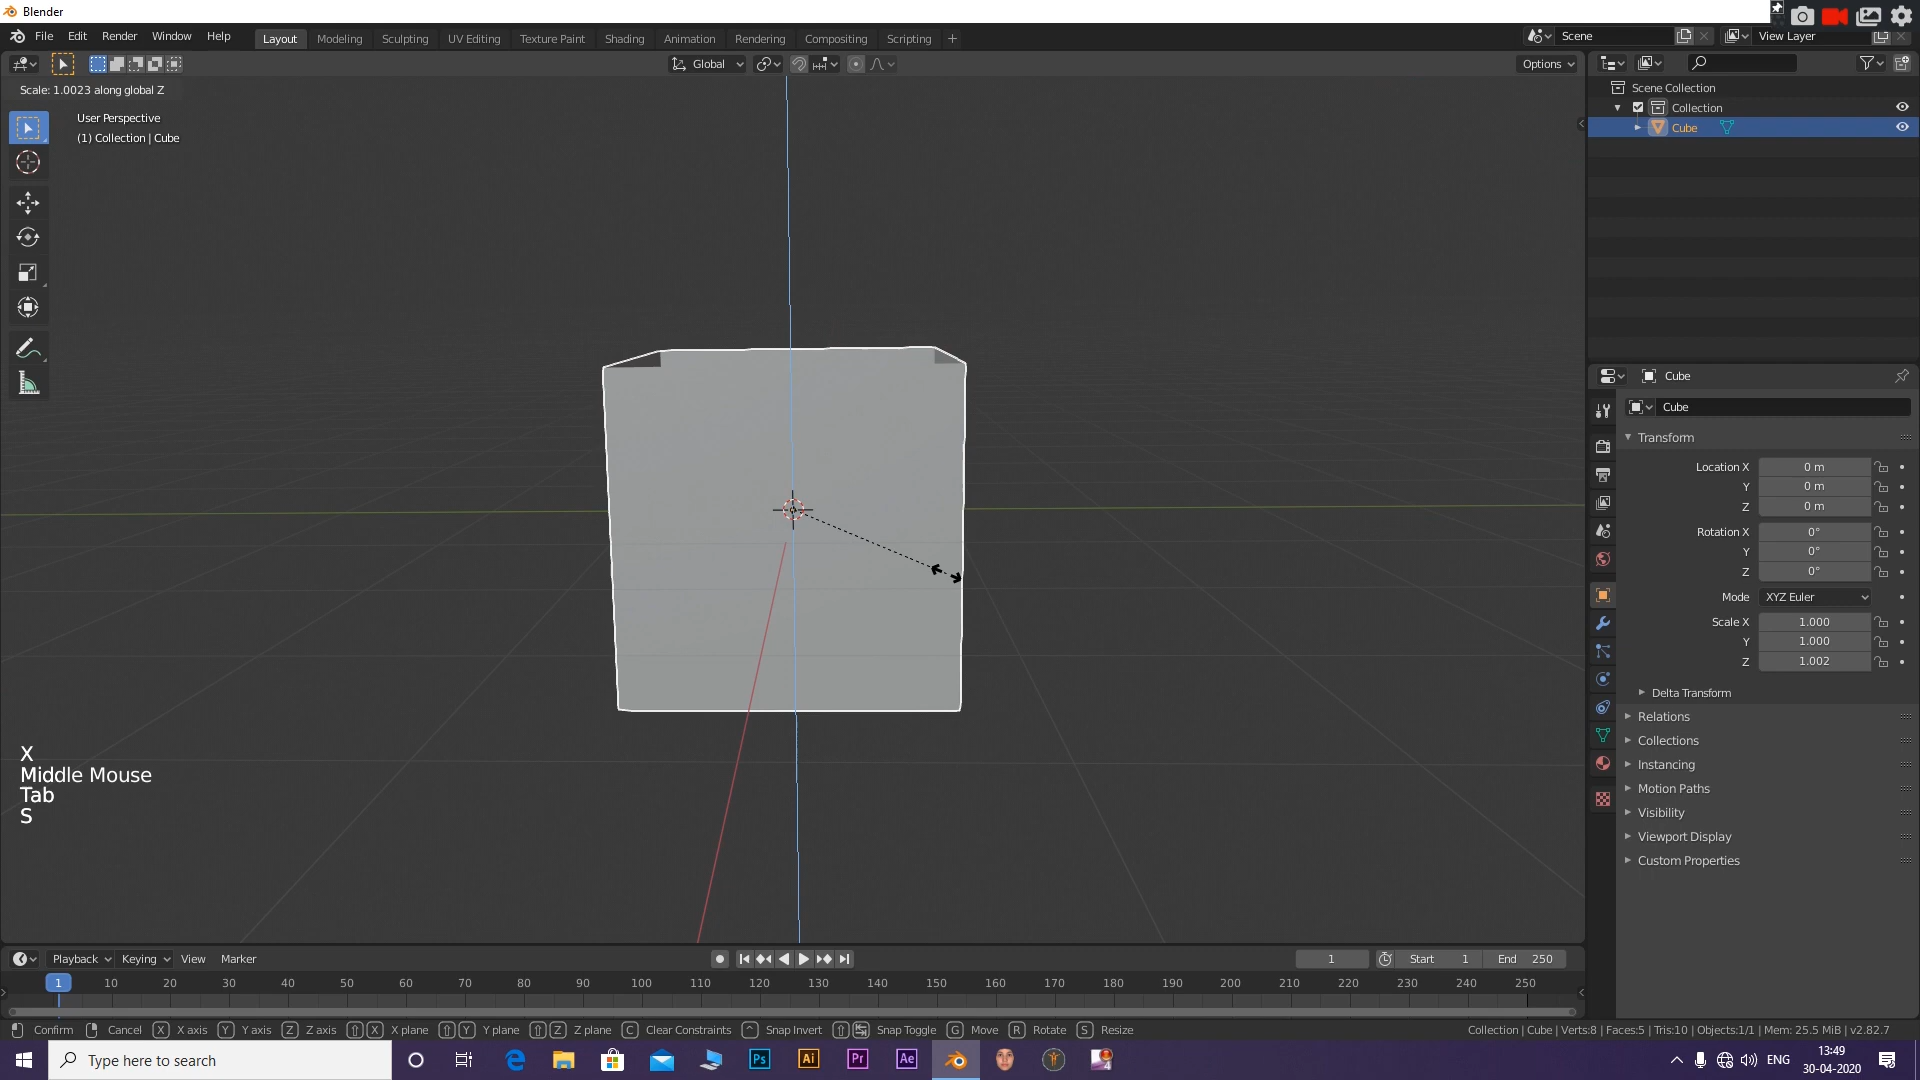 Blender
File Edit Render Window Help
Layout Modeling Sculpting UV Editing Texture Paint Shading Animation Rendering Compositing Scripting
Scene
View Layer
Global
Options
Scale: 1.0023 along global Z
User Perspective
(1) Collection | Cube
Scene Collection
Collection
Cube
Cube
Cube
Transform
Location X 0 m
Y 0 m
Z 0 m
Rotation X 0°
Y 0°
Z 0°
Mode XYZ Euler
Scale X 1.000
Y 1.000
Z 1.002
Delta Transform
Relations
Collections
Instancing
Motion Paths
Visibility
Viewport Display
Custom Properties
X
Middle Mouse
Tab
S
Playback Keying View Marker
1 Start 1 End 250
1 10 20 30 40 50 60 70 80 90 100 110 120 130 140 150 160 170 180 190 200 210 220 230 240 250
Confirm Cancel X X axis Y Y axis Z Z axis X X plane Y Y plane Z Z plane C Clear Constraints Snap Invert Snap Toggle G Move R Rotate S Resize
Collection | Cube | Verts:8 | Faces:5 | Tris:10 | Objects:1/1 | Mem: 25.5 MiB | v2.82.7
Type here to search
Ps Ai Pr Ae
ENG
13:49
30-04-2020